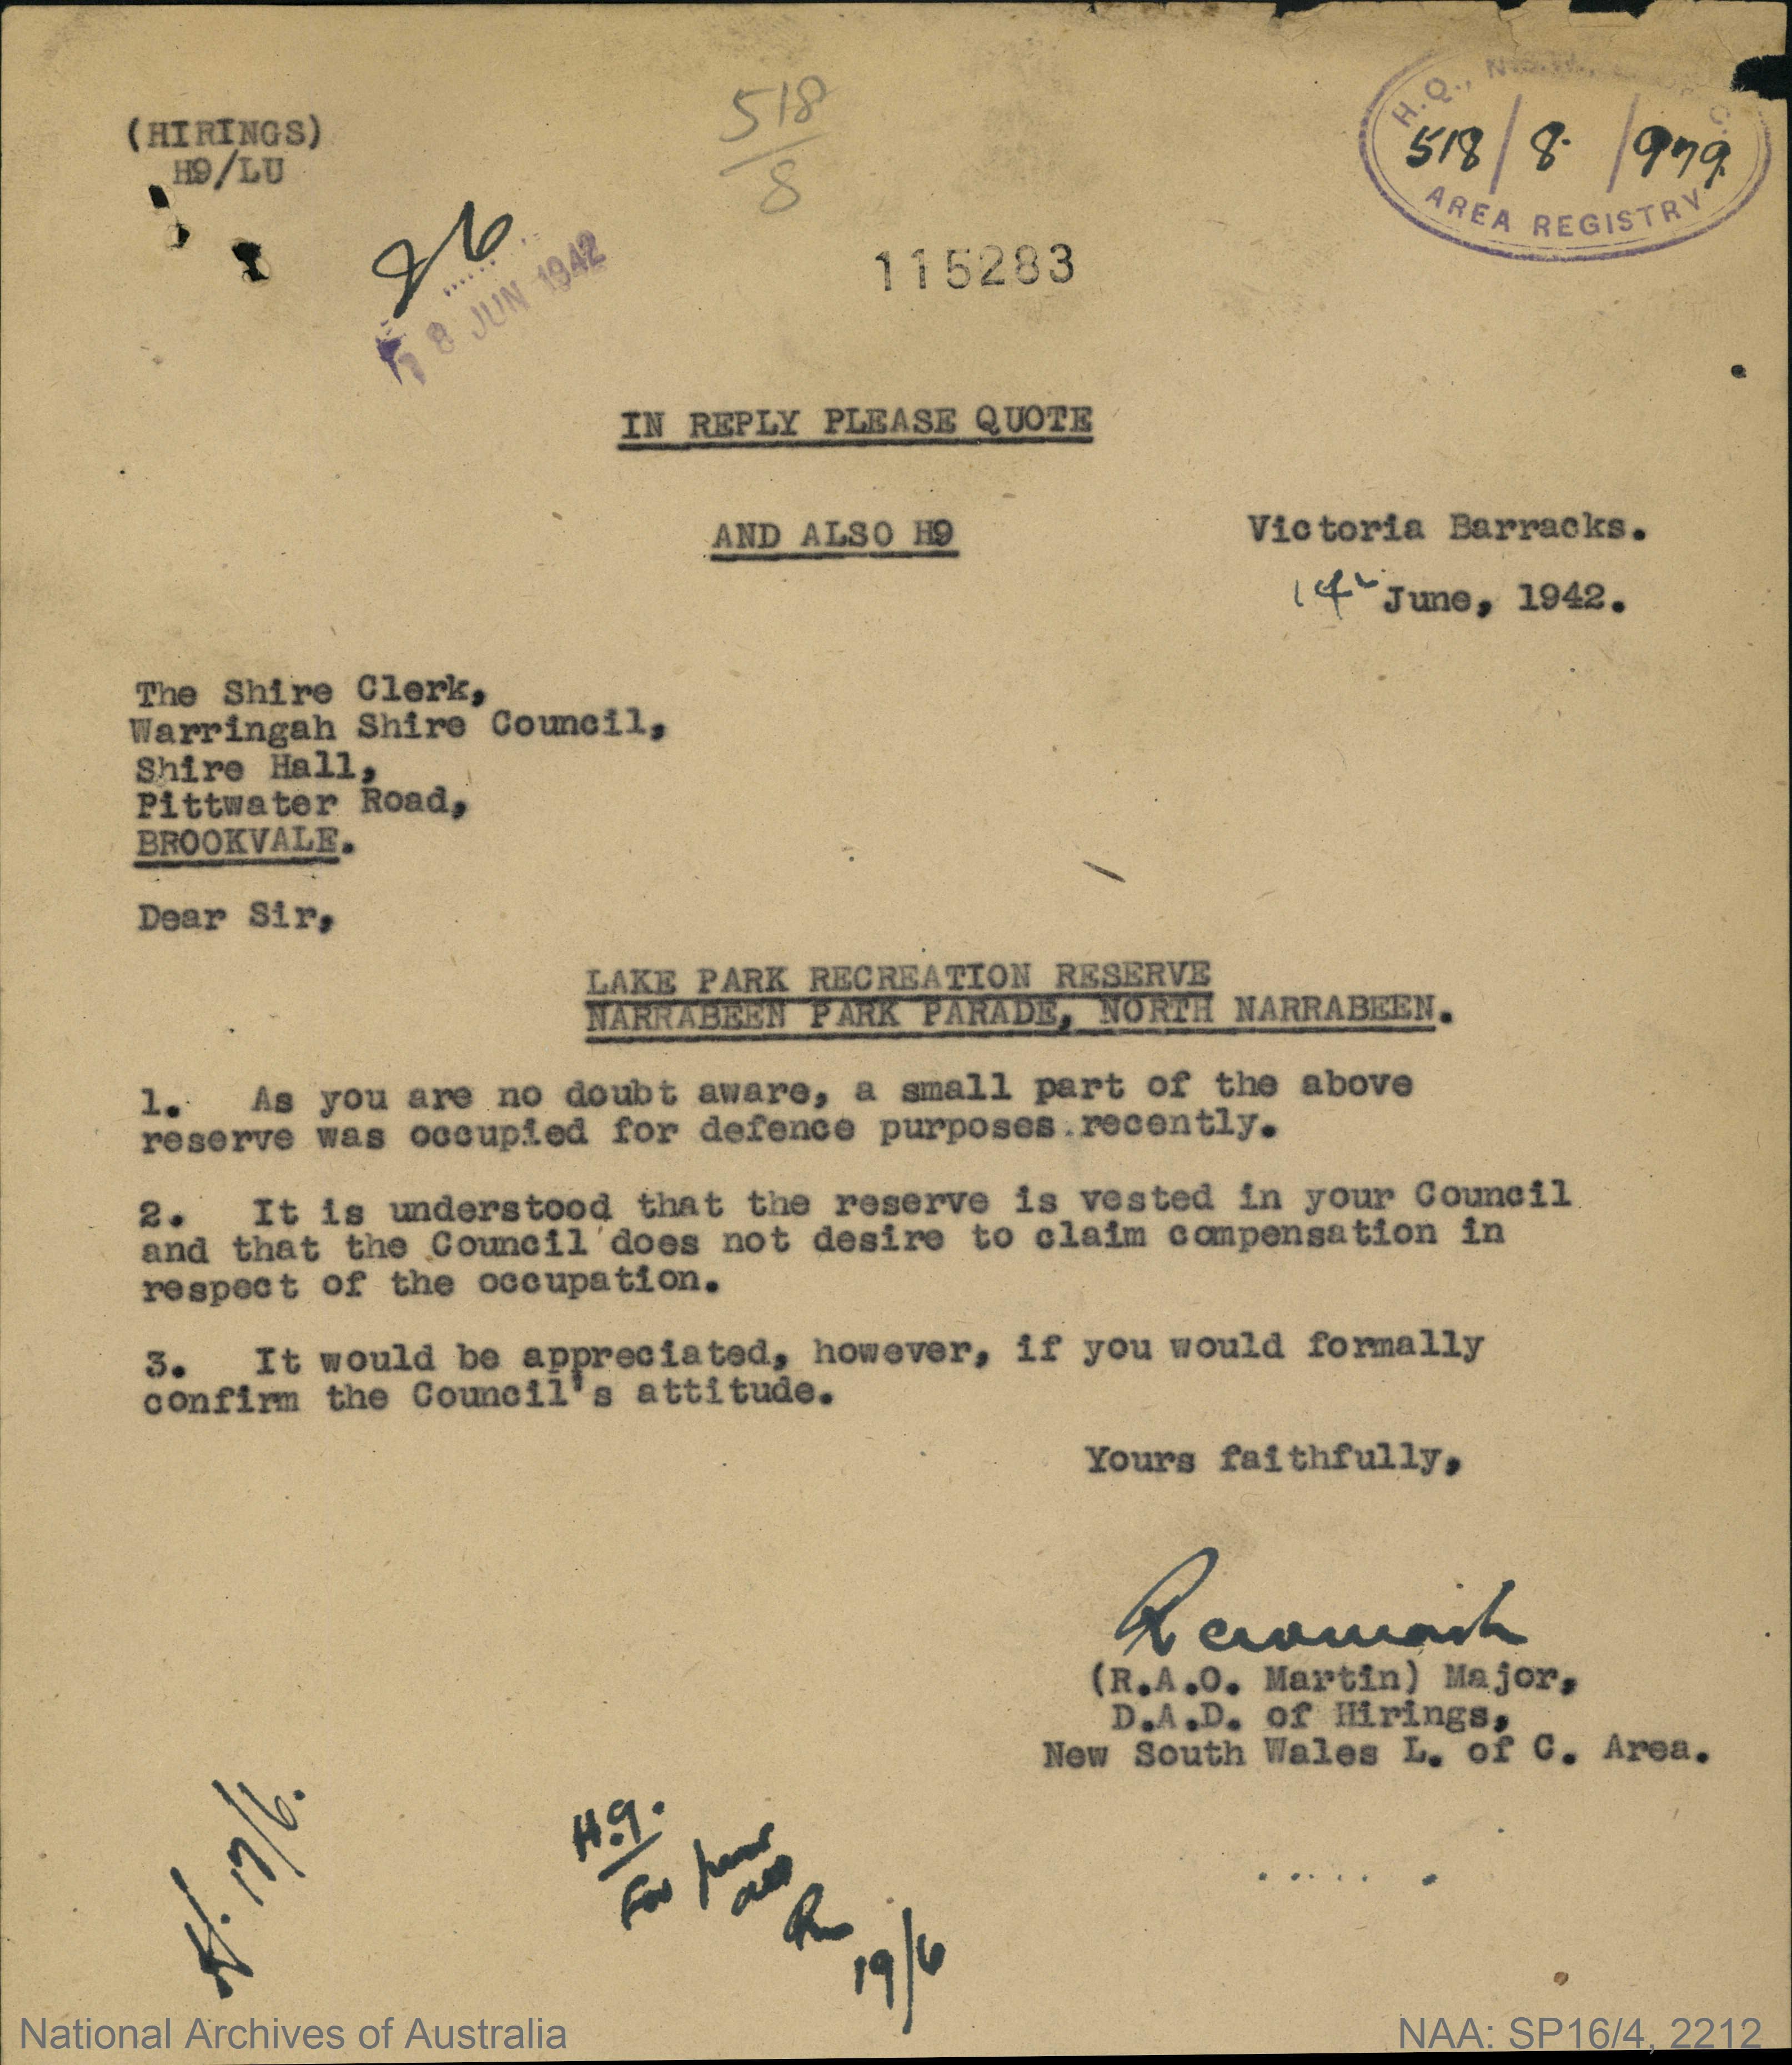 (HIRINGS)
H9/LU
518
8
H.Q.,
518/8/979
AREA REGISTRY
26
18 JUN 1942
115283
IN REPLY PLEASE QUOTE
AND ALSO H9
Victoria Barracks.
14 June, 1942.
The Shire Clerk,
Warringah Shire Council,
Shire Hall,
Pittwater Road,
BROOKVALE.
Dear Sir,
LAKE PARK RECREATION RESERVE
NARRABEEN PARK PARADE, NORTH NARRABEEN.
1. As you are no doubt aware, a small part of the above
reserve was occupied for defence purposes recently.
2. It is understood that the reserve is vested in your Council
and that the Council does not desire to claim compensation in
respect of the occupation.
3. It would be appreciated, however, if you would formally
confirm the Council's attitude.
Yours faithfully,
(R.A.O. Martin) Major,
D.A.D. of Hirings,
New South Wales L. of C. Area.
17/6.
H.9.
For
19/6
National Archives of Australia
NAA: SP16/4, 2212